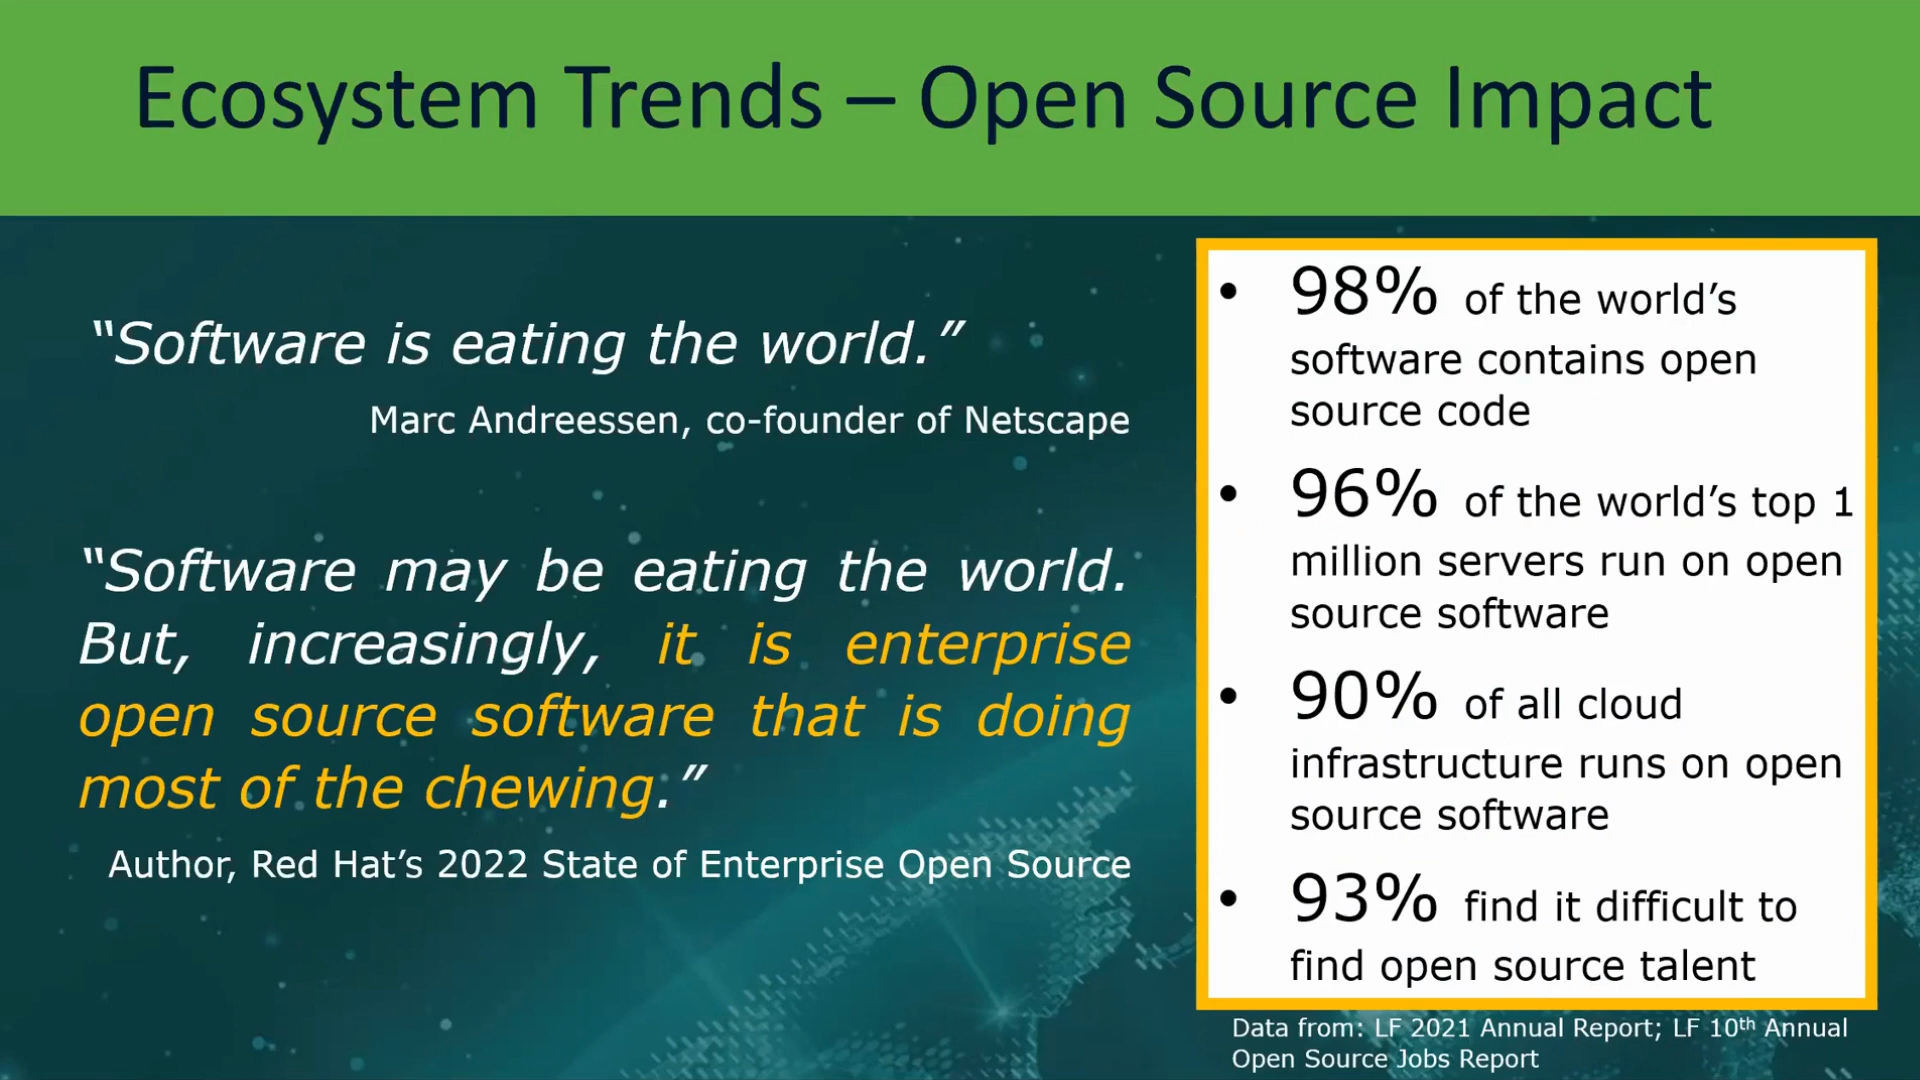 Ecosystem Trends – Open Source Impact
“Software is eating the world.”
Marc Andreessen, co-founder of Netscape
“Software may be eating the world.
But, increasingly, it is enterprise
open source software that is doing
most of the chewing.”
Author, Red Hat’s 2022 State of Enterprise Open Source
• 98% of the world’s
software contains open
source code
• 96% of the world’s top 1
million servers run on open
source software
• 90% of all cloud
infrastructure runs on open
source software
• 93% find it difficult to
find open source talent
Data from: LF 2021 Annual Report; LF 10th Annual
Open Source Jobs Report